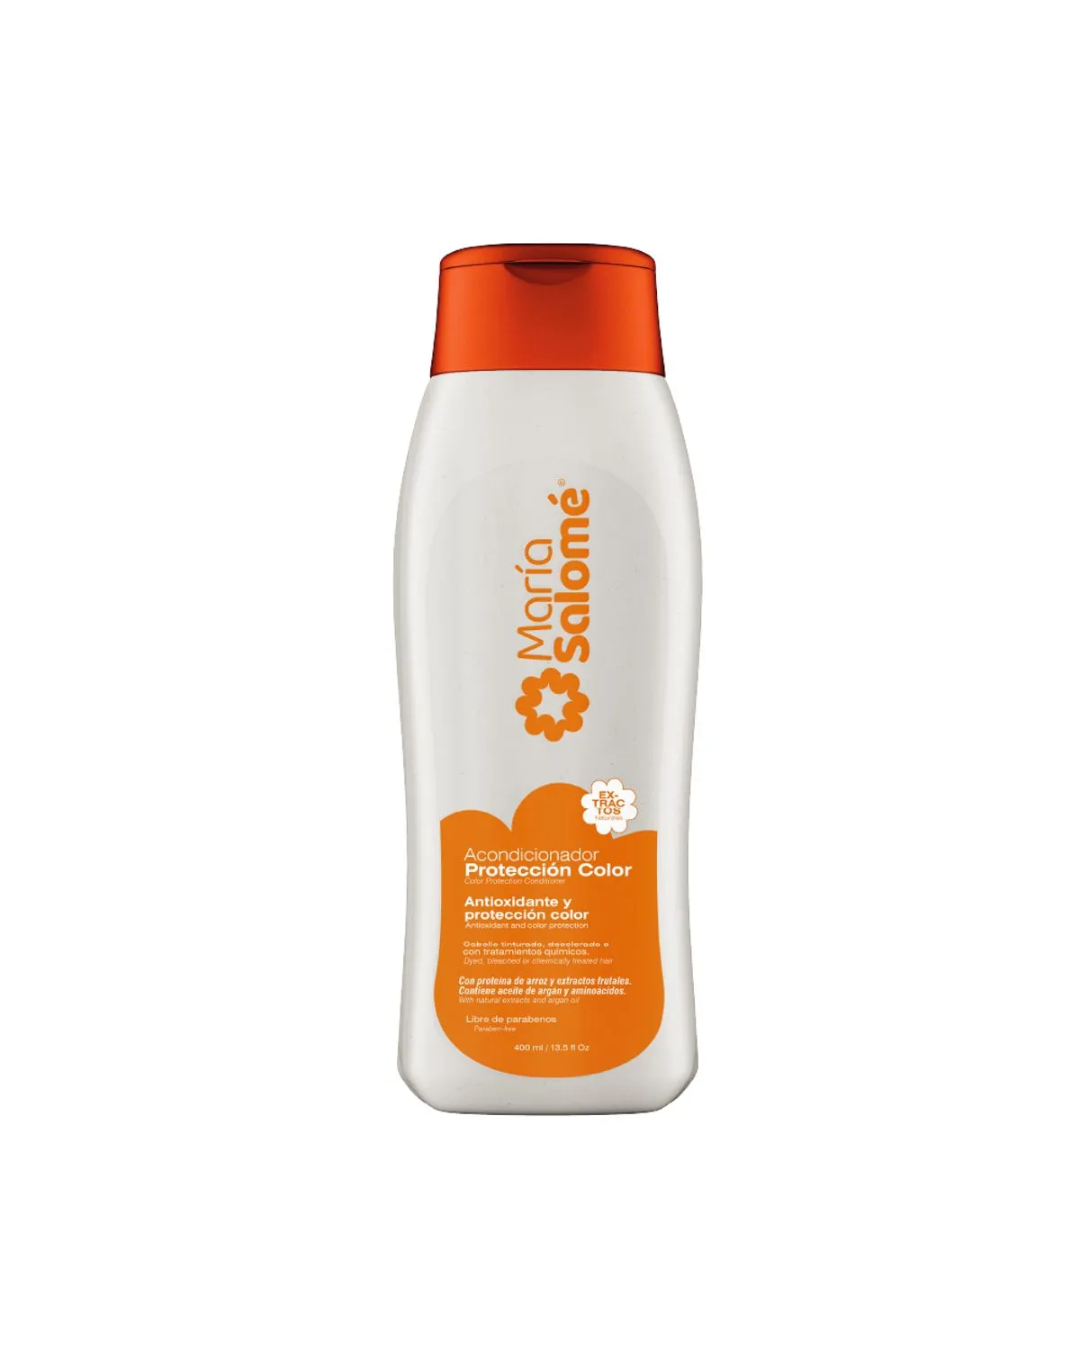 María
Salomé®
EX-
TRAC
TOS
Naturales
Acondicionador
Protección Color
Color Protection Conditioner
Antioxidante y
protección color
Antioxidant and color protection
Cabello tinturado, decolorado o
con tratamientos químicos.
Dyed, bleached or chemically treated hair
Con proteína de arroz y extractos frutales.
Contiene aceite de argán y aminoácidos.
With natural extracts and argan oil
Libre de parabenos
Paraben-free
400 ml / 13.5 fl Oz